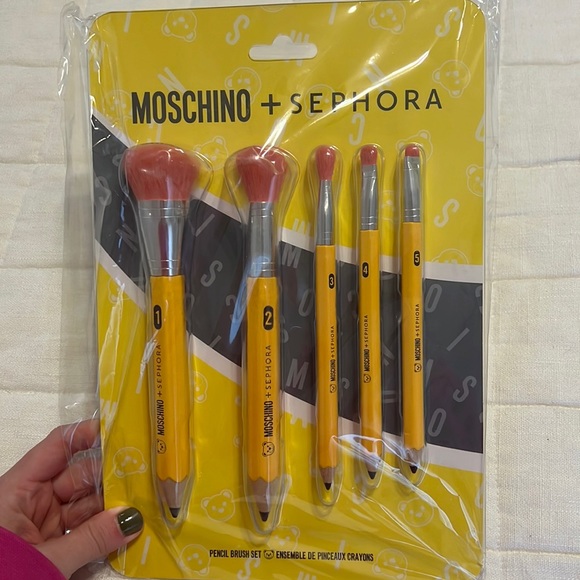 MOSCHINO + SEPHORA
1
MOSCHINO + SEPHORA
2
MOSCHINO + SEPHORA
3
MOSCHINO + SEPHORA
4
MOSCHINO + SEPHORA
5
MOSCHINO + SEPHORA
PENCIL BRUSH SET ENSEMBLE DE PINCEAUX CRAYONS